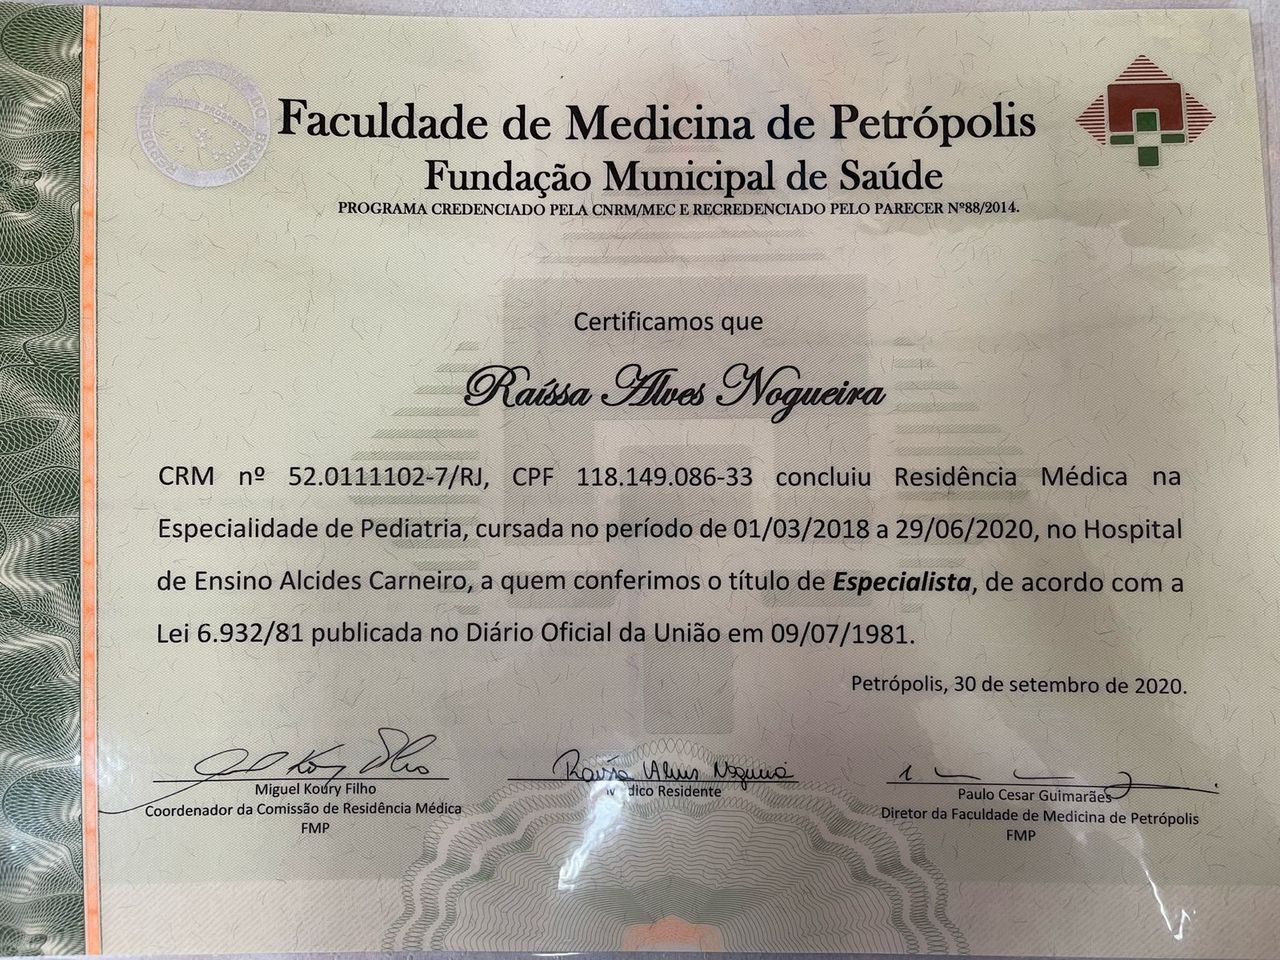 Faculdade de Medicina de Petrópolis
Fundação Municipal de Saúde
PROGRAMA CREDENCIADO PELA CNRM/MEC E RECREDENCIADO PELO PARECER Nº88/2014.
Certificamos que
Raíssa Alves Nogueira
CRM nº 52.0111102-7/RJ, CPF 118.149.086-33 concluiu Residência Médica na
Especialidade de Pediatria, cursada no período de 01/03/2018 a 29/06/2020, no Hospital
de Ensino Alcides Carneiro, a quem conferimos o título de Especialista, de acordo com a
Lei 6.932/81 publicada no Diário Oficial da União em 09/07/1981.
Petrópolis, 30 de setembro de 2020.
Raíssa Alves Nogueira
Miguel Koury Filho
Coordenador da Comissão de Residência Médica
FMP
Médico Residente
Paulo Cesar Guimarães
Diretor da Faculdade de Medicina de Petrópolis
FMP